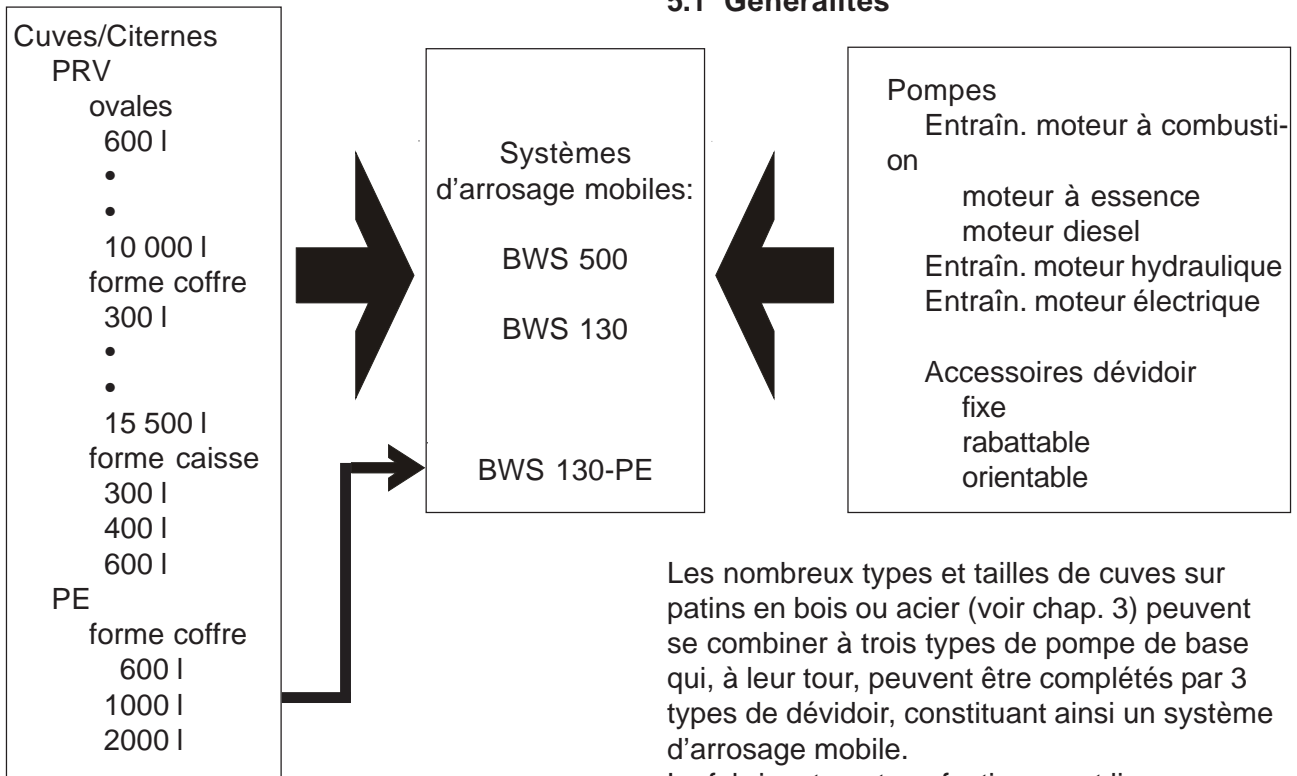 5.1 Généralités
Cuves/Citernes
PRV
ovales
600 l
•
•
10 000 l
forme coffre
300 l
•
•
15 500 l
forme caisse
300 l
400 l
600 l
PE
forme coffre
600 l
1000 l
2000 l
Systèmes
d'arrosage mobiles:
BWS 500
BWS 130
BWS 130-PE
Pompes
Entraîn. moteur à combusti-
on
moteur à essence
moteur diesel
Entraîn. moteur hydraulique
Entraîn. moteur électrique
Accessoires dévidoir
fixe
rabattable
orientable
Les nombreux types et tailles de cuves sur
patins en bois ou acier (voir chap. 3) peuvent
se combiner à trois types de pompe de base
qui, à leur tour, peuvent être complétés par 3
types de dévidoir, constituant ainsi un système
d'arrosage mobile.